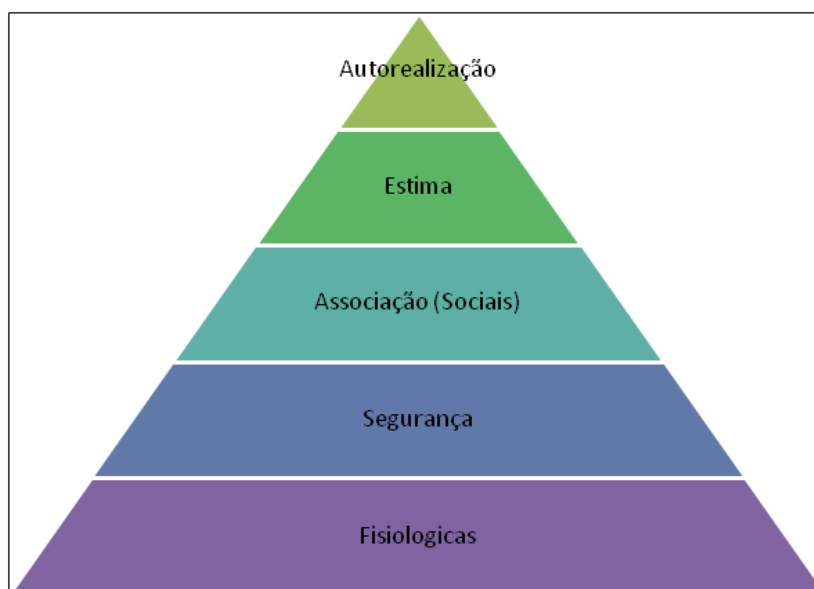 Autorealização
Estima
Associação (Sociais)
Segurança
Fisiologicas